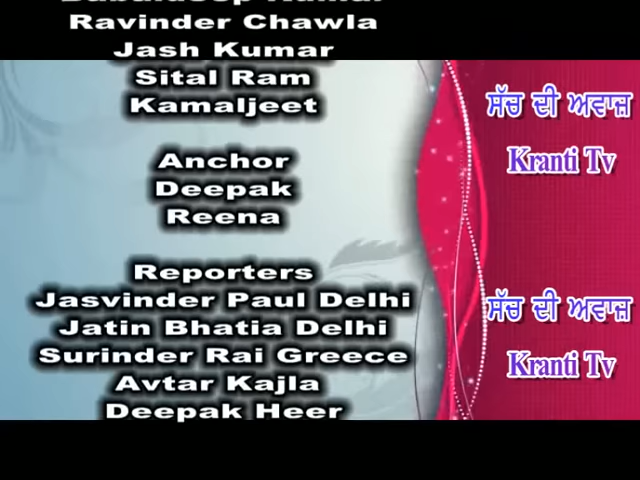 Ravinder Chawla
Jash Kumar
Sital Ram
Kamaljeet
Anchor
Deepak
Reena
Reporters
Jasvinder Paul Delhi
Jatin Bhatia Delhi
Surinder Rai Greece
Avtar Kajla
Deepak Heer
ਸੱਚ ਦੀ ਅਵਾਜ਼
Kranti Tv
ਸੱਚ ਦੀ ਅਵਾਜ਼
Kranti Tv